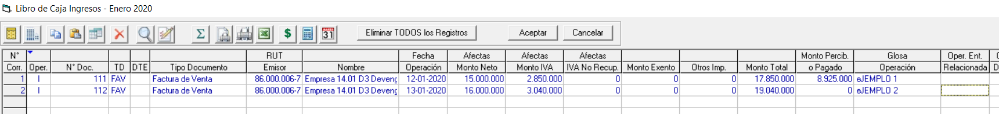 Libro de Caja Ingresos - Enero 2020
Eliminar TODOS los Registros Aceptar Cancelar
N° RUT Fecha Afectas Afectas Afectas Monto Percib. Glosa Oper. Ent.
Corr. Oper. N° Doc. TD DTE Tipo Documento Emisor Nombre Operación Monto Neto Monto IVA IVA No Recup. Monto Exento Otros Imp. Monto Total o Pagado Operación Relacionada D
1 I 111 FAV Factura de Venta 86.000.006-7 Empresa 14.01 D3 Deveng 12-01-2020 15.000.000 2.850.000 0 0 0 17.850.000 8.925.000 eJEMPLO 1
2 I 112 FAV Factura de Venta 86.000.006-7 Empresa 14.01 D3 Deveng 13-01-2020 16.000.000 3.040.000 0 0 0 19.040.000 0 eJEMPLO 2